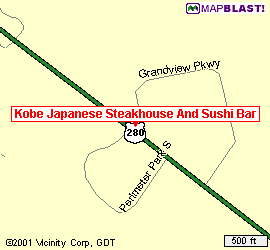 MAPBLAST!
Grandview Pkwy
Kobe Japanese Steakhouse And Sushi Bar
280
Perimeter Park S
©2001 Vicinity Corp, GDT
500 ft